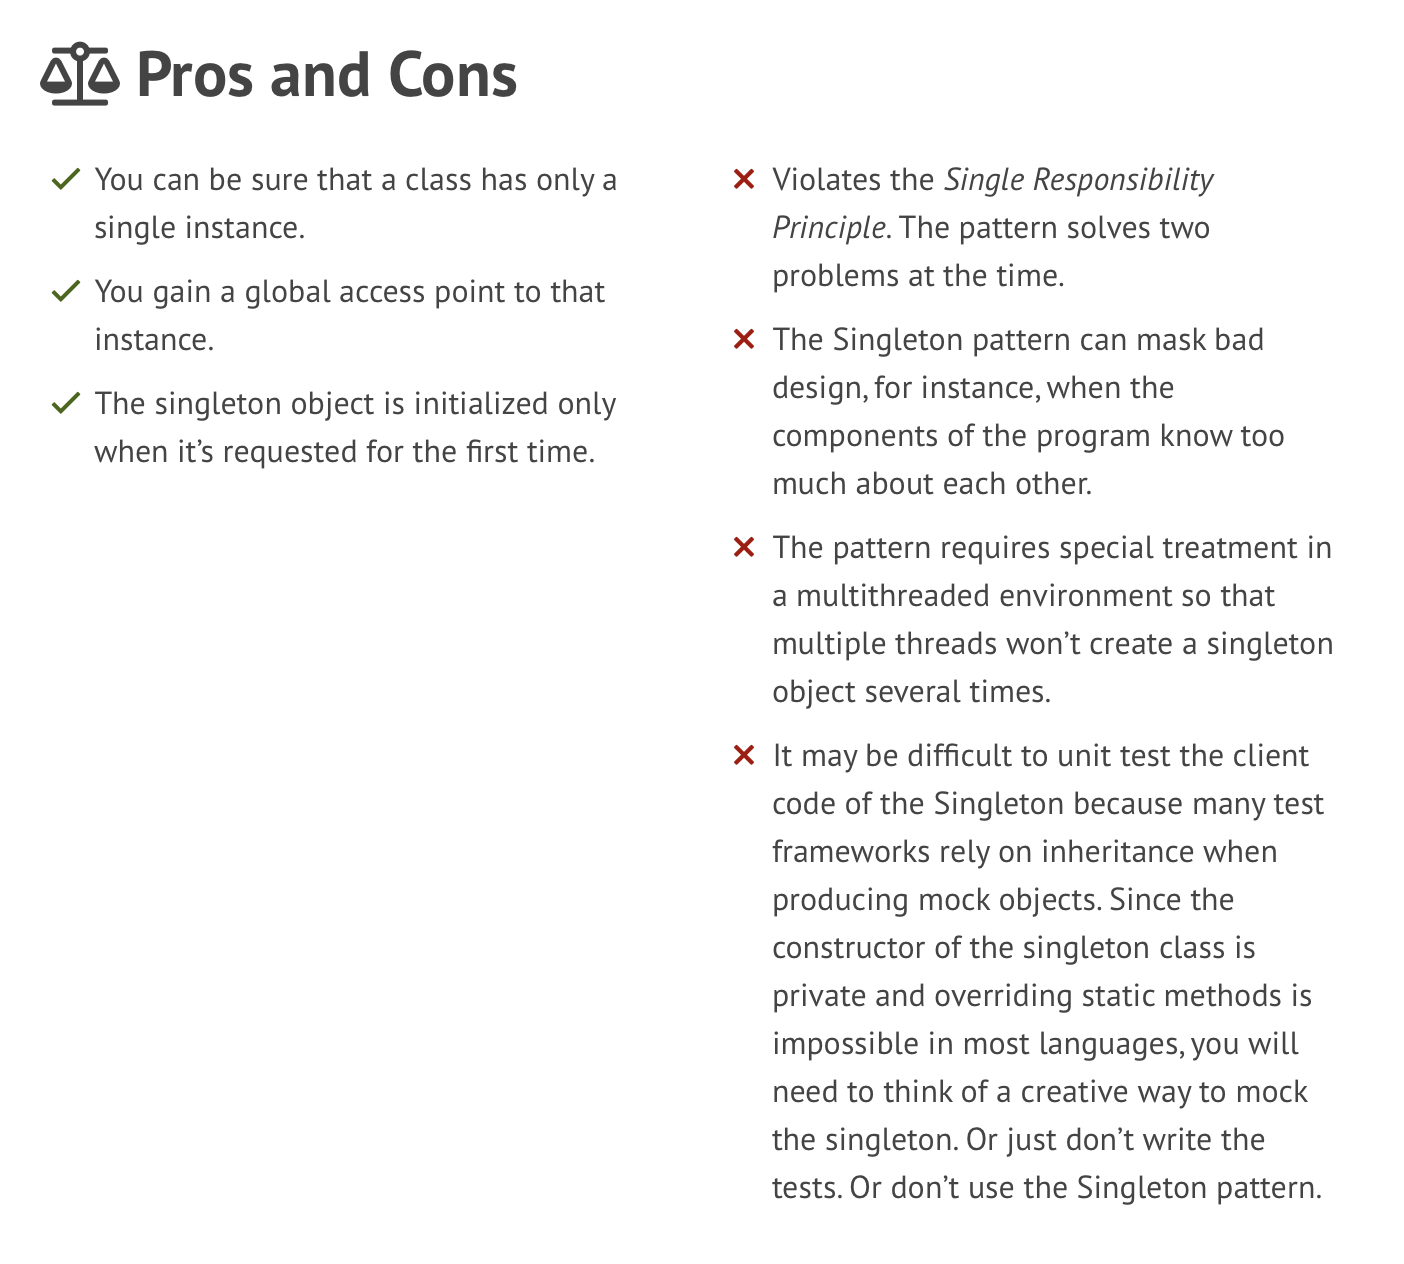 Pros and Cons
You can be sure that a class has only a
single instance.
You gain a global access point to that
instance.
The singleton object is initialized only
when it’s requested for the first time.
Violates the Single Responsibility
Principle. The pattern solves two
problems at the time.
The Singleton pattern can mask bad
design, for instance, when the
components of the program know too
much about each other.
The pattern requires special treatment in
a multithreaded environment so that
multiple threads won’t create a singleton
object several times.
It may be difficult to unit test the client
code of the Singleton because many test
frameworks rely on inheritance when
producing mock objects. Since the
constructor of the singleton class is
private and overriding static methods is
impossible in most languages, you will
need to think of a creative way to mock
the singleton. Or just don’t write the
tests. Or don’t use the Singleton pattern.